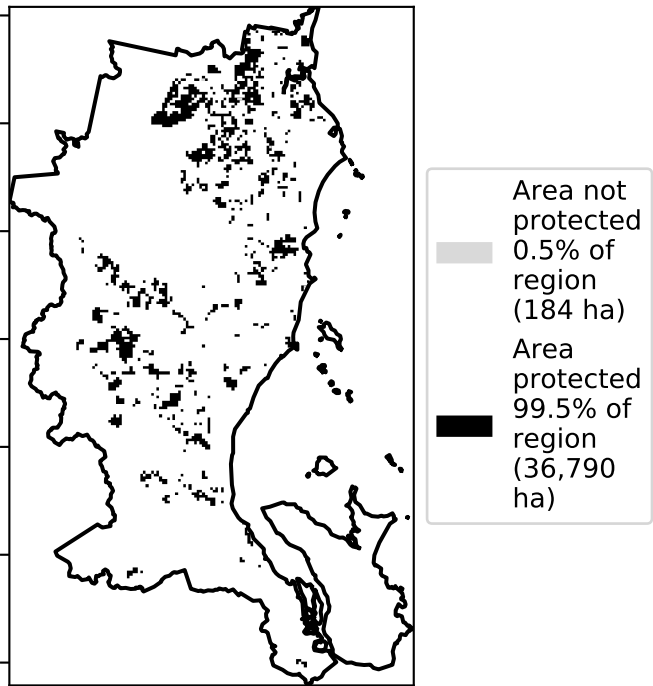 Area not
protected
0.5% of
region
(184 ha)
Area
protected
99.5% of
region
(36,790
ha)